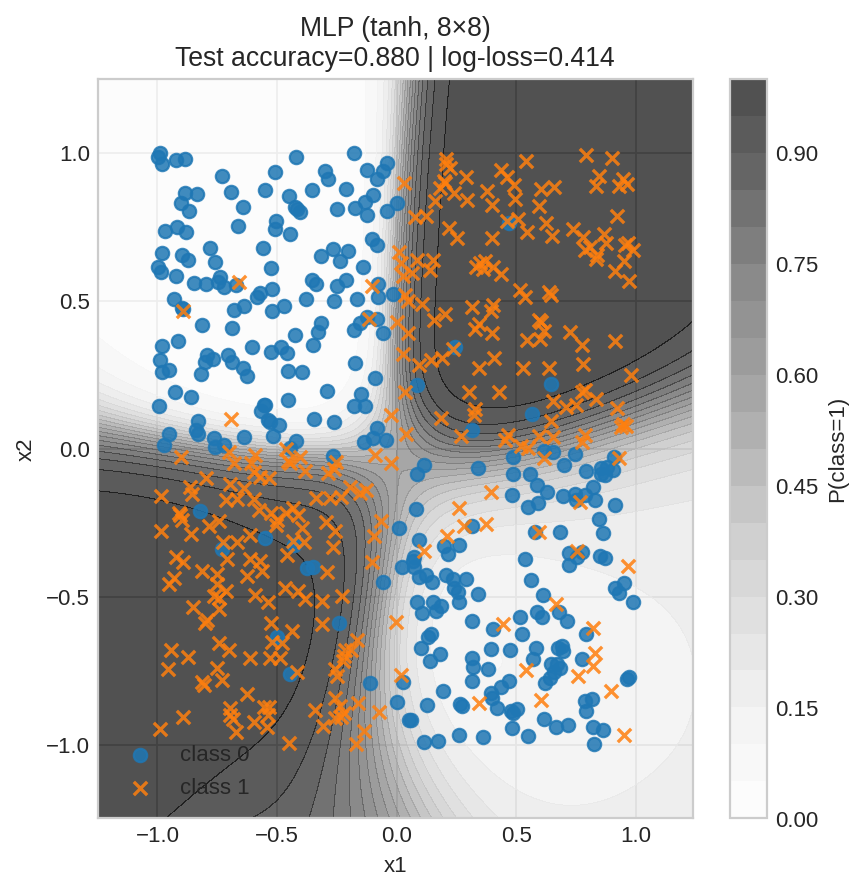 MLP (tanh, 8×8)
Test accuracy=0.880 | log-loss=0.414
1.0
0.5
0.0
−0.5
−1.0
x2
−1.0
−0.5
0.0
0.5
1.0
x1
class 0
class 1
0.90
0.75
0.60
0.45
0.30
0.15
0.00
P(class=1)